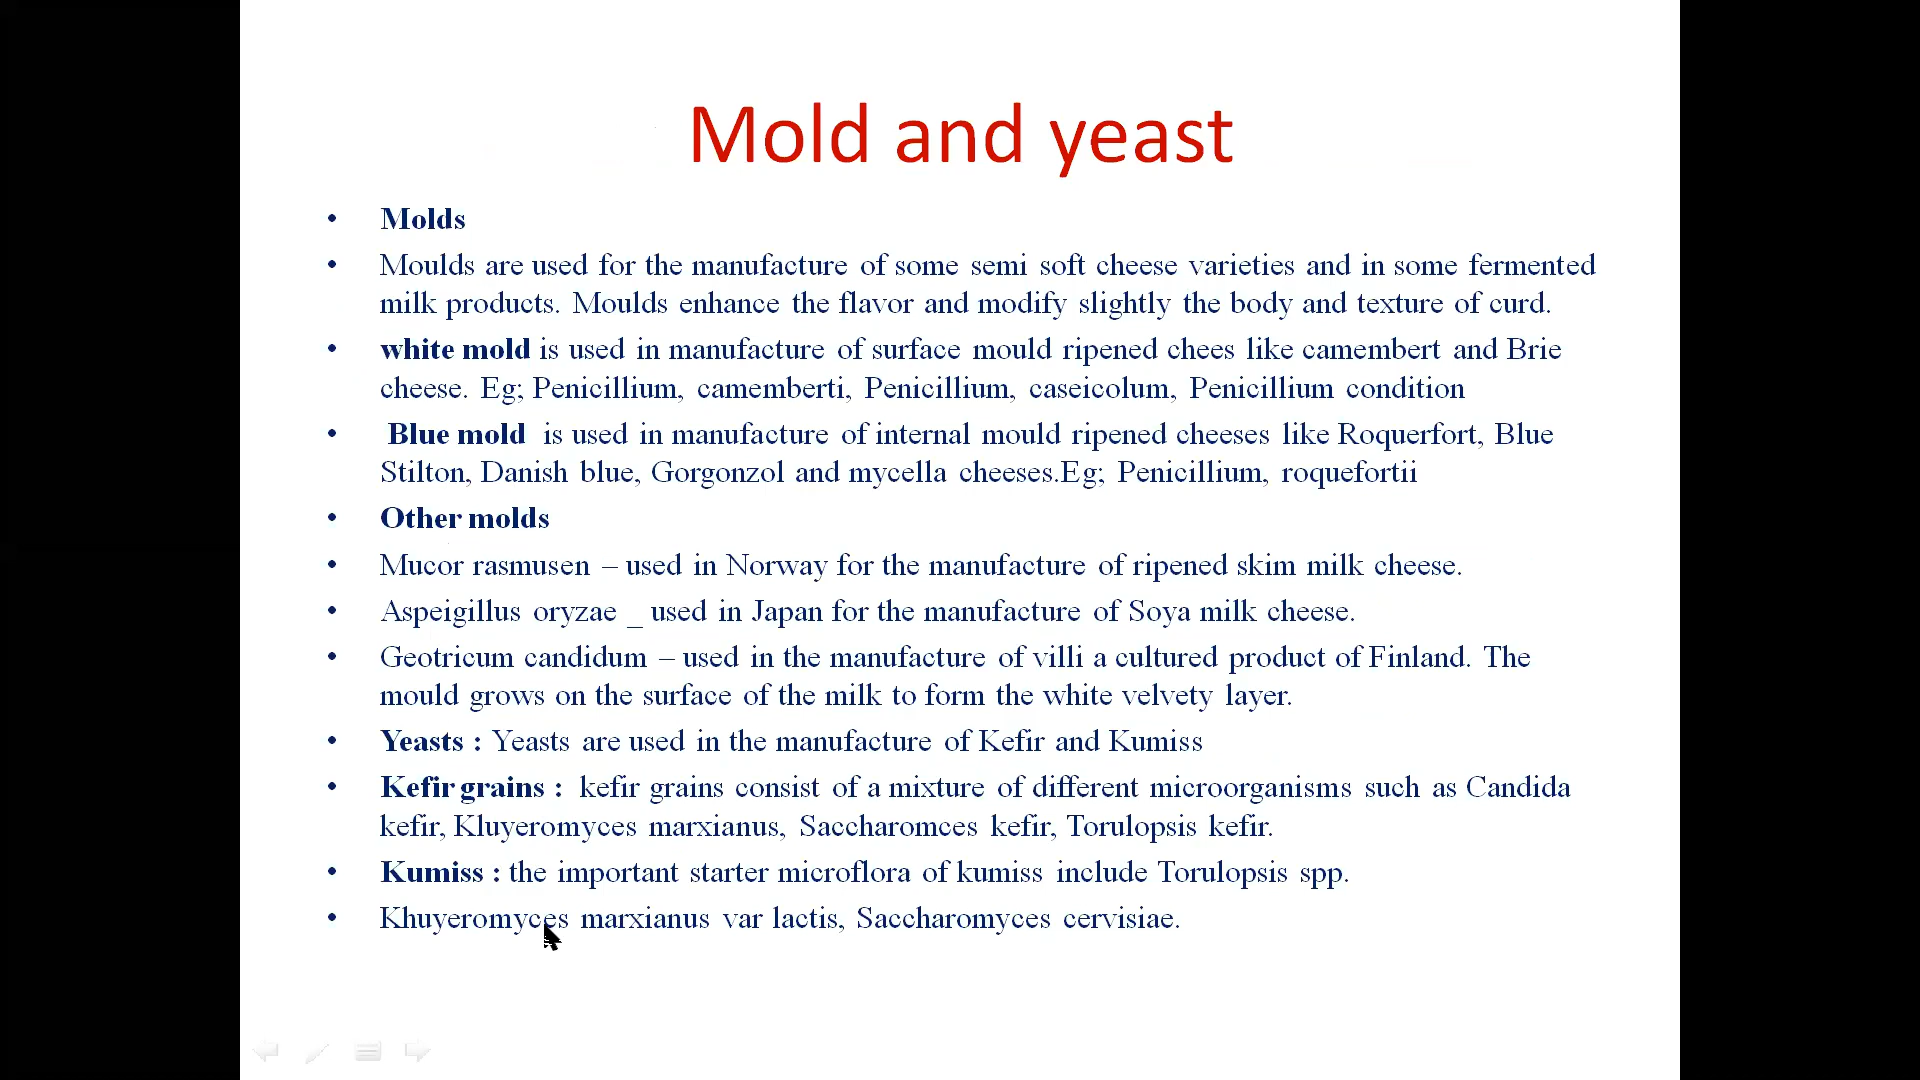 Mold and yeast
• Molds
• Moulds are used for the manufacture of some semi soft cheese varieties and in some fermented
milk products. Moulds enhance the flavor and modify slightly the body and texture of curd.
• white mold is used in manufacture of surface mould ripened chees like camembert and Brie
cheese. Eg; Penicillium, camemberti, Penicillium, caseicolum, Penicillium condition
• Blue mold is used in manufacture of internal mould ripened cheeses like Roquerfort, Blue
Stilton, Danish blue, Gorgonzol and mycella cheeses.Eg; Penicillium, roquefortii
• Other molds
• Mucor rasmusen – used in Norway for the manufacture of ripened skim milk cheese.
• Aspeigillus oryzae _ used in Japan for the manufacture of Soya milk cheese.
• Geotricum candidum – used in the manufacture of villi a cultured product of Finland. The
mould grows on the surface of the milk to form the white velvety layer.
• Yeasts : Yeasts are used in the manufacture of Kefir and Kumiss
• Kefir grains : kefir grains consist of a mixture of different microorganisms such as Candida
kefir, Kluyeromyces marxianus, Saccharomces kefir, Torulopsis kefir.
• Kumiss : the important starter microflora of kumiss include Torulopsis spp.
• Khuyeromyces marxianus var lactis, Saccharomyces cervisiae.